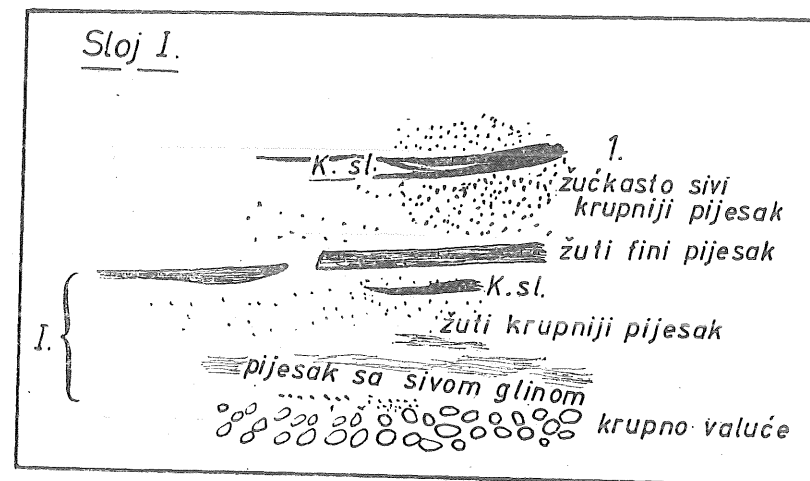 Sloj I.
1.
K. sl.
žućkasto sivi
krupniji pijesak
žuti fini pijesak
K.sl.
I.
žuti krupniji pijesak
pijesak sa sivom glinom
krupno valuće